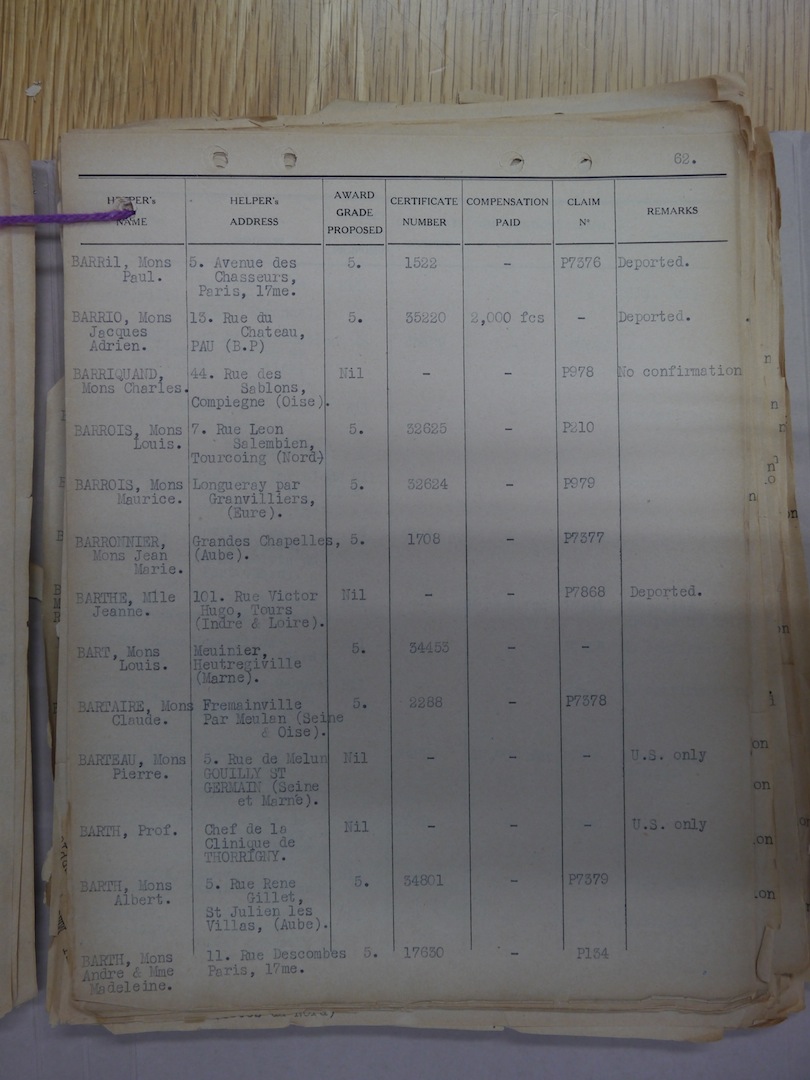 62.
HELPER's NAME HELPER's ADDRESS AWARD GRADE PROPOSED CERTIFICATE NUMBER COMPENSATION PAID CLAIM Nº REMARKS
BARRil, Mons 5. Avenue des 5. 1522 - P7376 Deported.
Paul. Chasseurs,
Paris, 17me.
BARRIO, Mons 13. Rue du 5. 35220 2,000 fcs - Deported.
Jacques Chateau,
Adrien. PAU (B.P)
BARRIQUAND, 44. Rue des Nil - - P978 No confirmation
Mons Charles. Sablons,
Compiegne (Oise).
BARROIS, Mons 7. Rue Leon 5. 32625 - P210
Louis. Salembien,
Tourcoing (Nord)
BARROIS, Mons Longueray par 5. 32624 - P979
Maurice. Granvilliers,
(Eure).
BARRONNIER, Grandes Chapelles, 5. 1708 - P7377
Mons Jean (Aube).
Marie.
BARTHE, Mlle 101. Rue Victor Nil - - P7868 Deported.
Jeanne. Hugo, Tours
(Indre & Loire).
BART, Mons Meuinier, 5. 34453 - -
Louis. Heutregiville
(Marne).
BARTAIRE, Mons Fremainville 5. 2288 - P7378
Claude. Par Meulan (Seine
& Oise).
BARTEAU, Mons 5. Rue de Melun Nil - - - U.S. only
Pierre. GOUILLY ST
GERMAIN (Seine
et Marne).
BARTH, Prof. Chef de la Nil - - - U.S. only
Clinique de
THORRIGNY.
BARTH, Mons 5. Rue Rene 5. 34801 - P7379
Albert. Gillet,
St Julien les
Villas, (Aube).
BARTH, Mons 11. Rue Descombes 5. 17630 - P134
Andre & Mme Paris, 17me.
Madeleine.